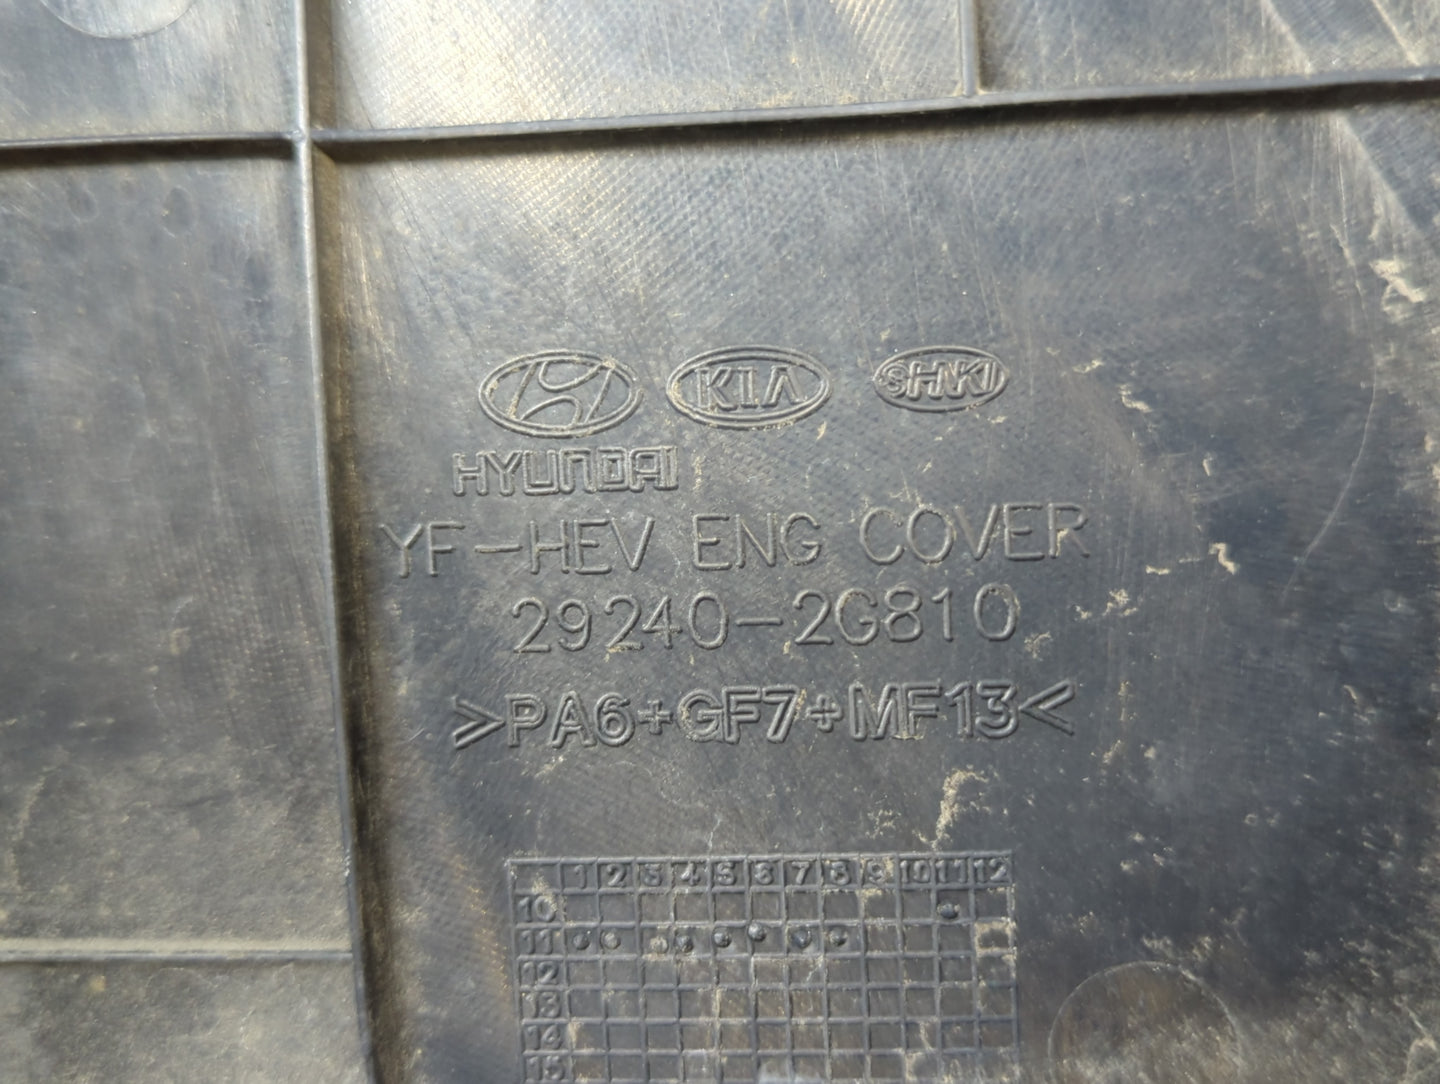 KIA SHNKI
HYUNDAI
YF-HEV ENG COVER
29240-2G810
>PA6+GF7+MF13<
1 2 3 4 5 6 7 8 9 10 11 12
10
11
12
13
14
15